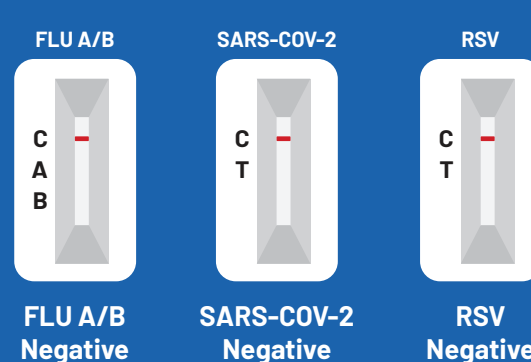 FLU A/B
C
A
B
FLU A/B
Negative
SARS-COV-2
C
T
SARS-COV-2
Negative
RSV
C
T
RSV
Negative